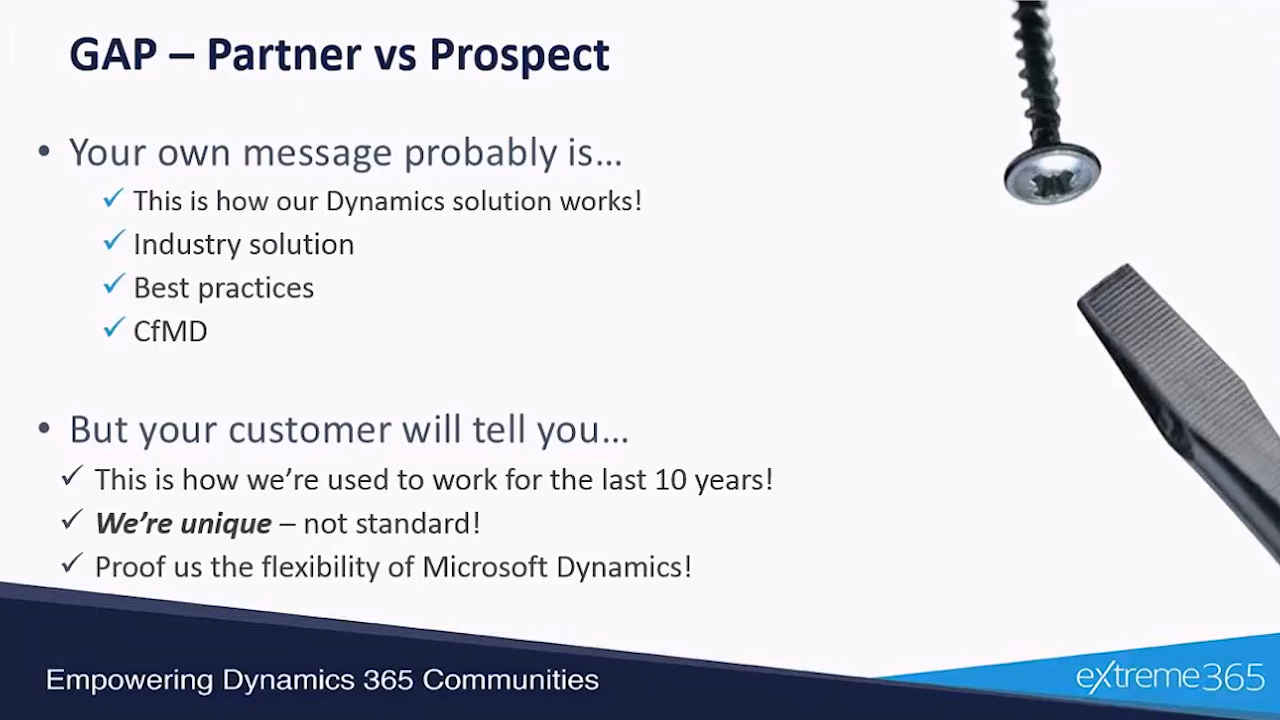 GAP – Partner vs Prospect
• Your own message probably is…
✓ This is how our Dynamics solution works!
✓ Industry solution
✓ Best practices
✓ CfMD
• But your customer will tell you…
✓ This is how we’re used to work for the last 10 years!
✓ We’re unique – not standard!
✓ Proof us the flexibility of Microsoft Dynamics!
Empowering Dynamics 365 Communities
eXtreme365